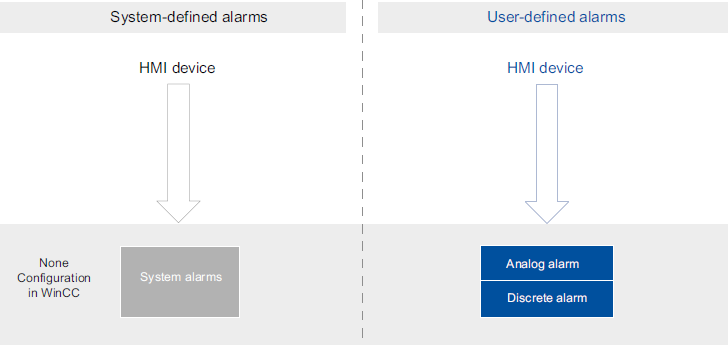 System-defined alarms
User-defined alarms
HMI device
HMI device
None
Configuration
in WinCC
System alarms
Analog alarm
Discrete alarm